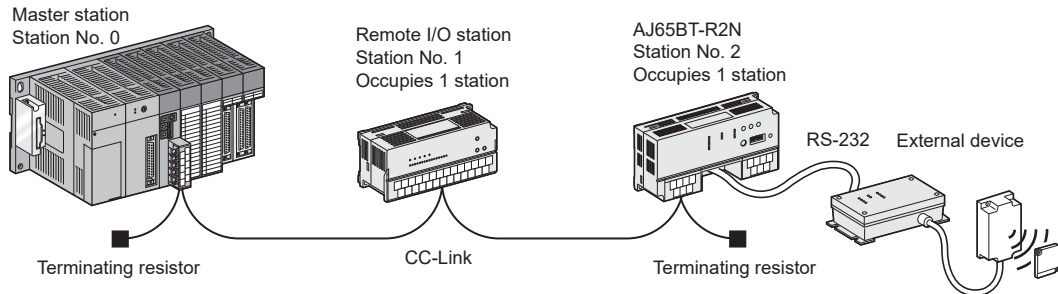 Master station
Station No. 0
Remote I/O station
Station No. 1
Occupies 1 station
AJ65BT-R2N
Station No. 2
Occupies 1 station
RS-232
External device
Terminating resistor
CC-Link
Terminating resistor